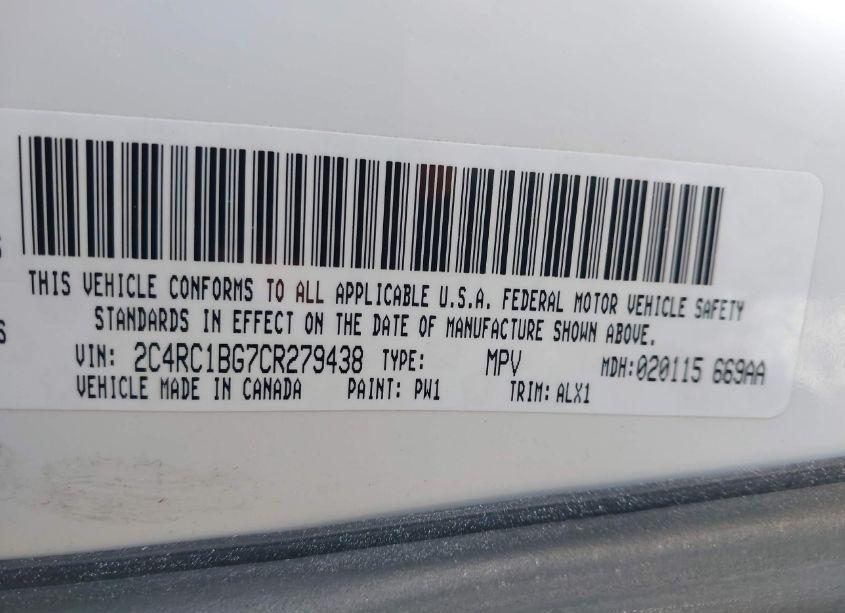 THIS VEHICLE CONFORMS TO ALL APPLICABLE U.S.A. FEDERAL MOTOR VEHICLE SAFETY
STANDARDS IN EFFECT ON THE DATE OF MANUFACTURE SHOWN ABOVE.
VIN: 2C4RC1BG7CR279438 TYPE: MPV MDH:020115 669AA
VEHICLE MADE IN CANADA PAINT: PW1 TRIM: ALX1